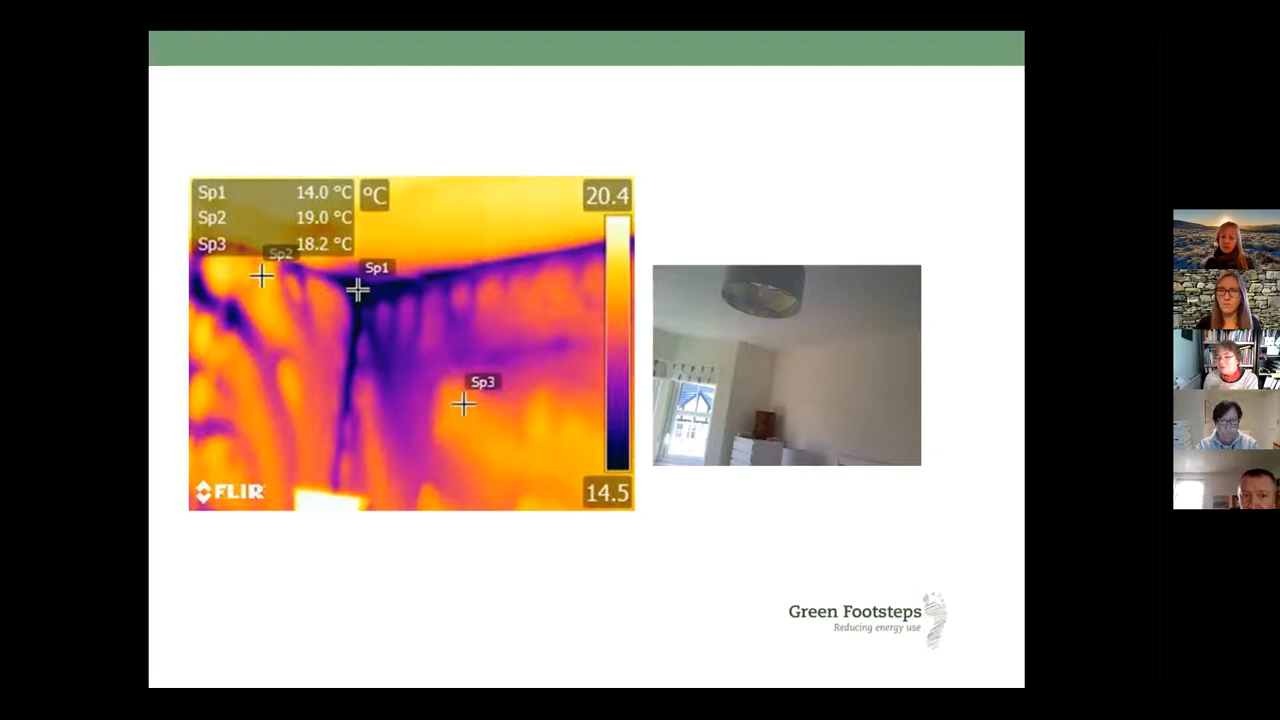 Sp1 14.0 °C
Sp2 19.0 °C
Sp3 18.2 °C
°C
20.4
Sp2
Sp1
Sp3
FLIR
14.5
Green Footsteps
Reducing energy use